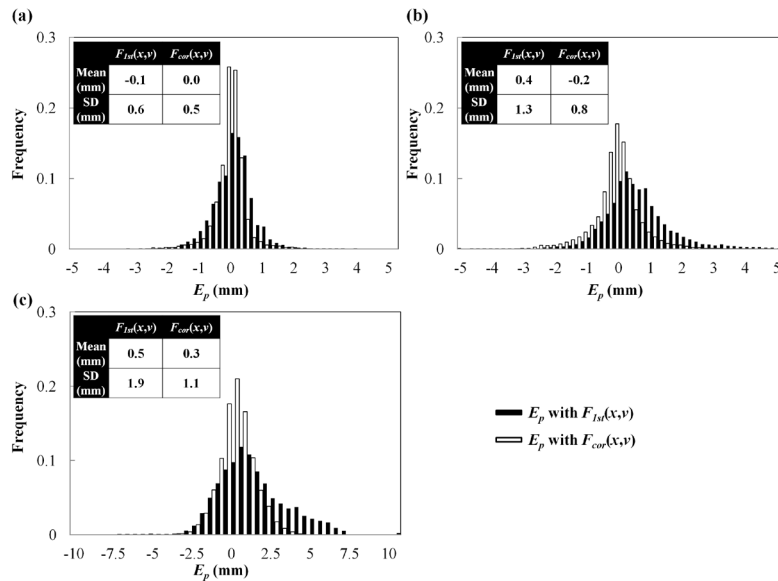 (a)
0.3
0.2
0.1
0
Frequency
F1st(x,v) Fcor(x,v)
Mean (mm) -0.1 0.0
SD (mm) 0.6 0.5
-5 -4 -3 -2 -1 0 1 2 3 4 5
Ep (mm)
(b)
0.3
0.2
0.1
0
Frequency
F1st(x,v) Fcor(x,v)
Mean (mm) 0.4 -0.2
SD (mm) 1.3 0.8
-5 -4 -3 -2 -1 0 1 2 3 4 5
Ep (mm)
(c)
0.3
0.2
0.1
0
Frequency
F1st(x,v) Fcor(x,v)
Mean (mm) 0.5 0.3
SD (mm) 1.9 1.1
-10 -7.5 -5 -2.5 0 2.5 5 7.5 10
Ep (mm)
Ep with F1st(x,v)
Ep with Fcor(x,v)